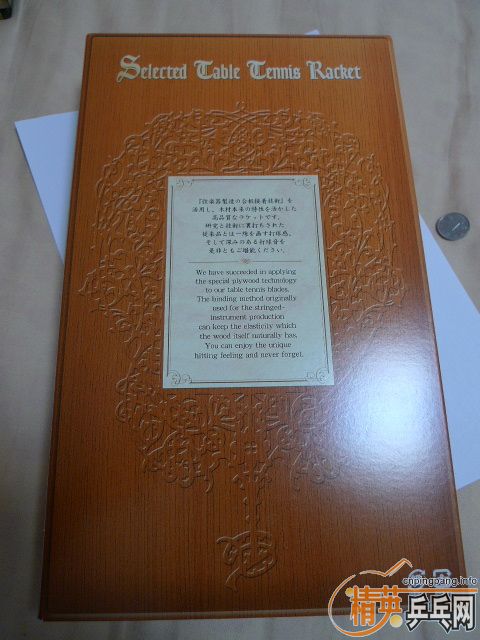 Selected Table Tennis Racket
『弦楽器製造の合板接着技術』を
活用し、木材本来の特性を活かした
高品質なラケットです。
研究と技術に裏打ちされた
従来品とは一線を画す打球感、
そして深みのある打球音を
是非ともご堪能ください。
We have succeeded in applying
the special plywood technology
to our table tennis blades.
The binding method originally
used for the stringed-
instrument production
can keep the elasticity which
the wood itself naturally has.
You can enjoy the unique
hitting feeling and never forget.
cnpingpang.info
精英乒乓网